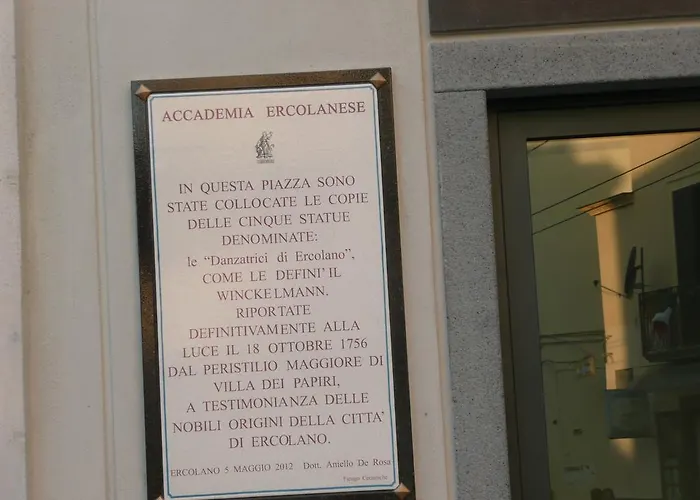 ACCADEMIA ERCOLANESE
IN QUESTA PIAZZA SONO
STATE COLLOCATE LE COPIE
DELLE CINQUE STATUE
DENOMINATE:
le "Danzatrici di Ercolano",
COME LE DEFINI' IL
WINCKELMANN.
RIPORTATE
DEFINITIVAMENTE ALLA
LUCE IL 18 OTTOBRE 1756
DAL PERISTILIO MAGGIORE DI
VILLA DEI PAPIRI,
A TESTIMONIANZA DELLE
NOBILI ORIGINI DELLA CITTA'
DI ERCOLANO.
ERCOLANO 5 MAGGIO 2012 Dott. Aniello De Rosa